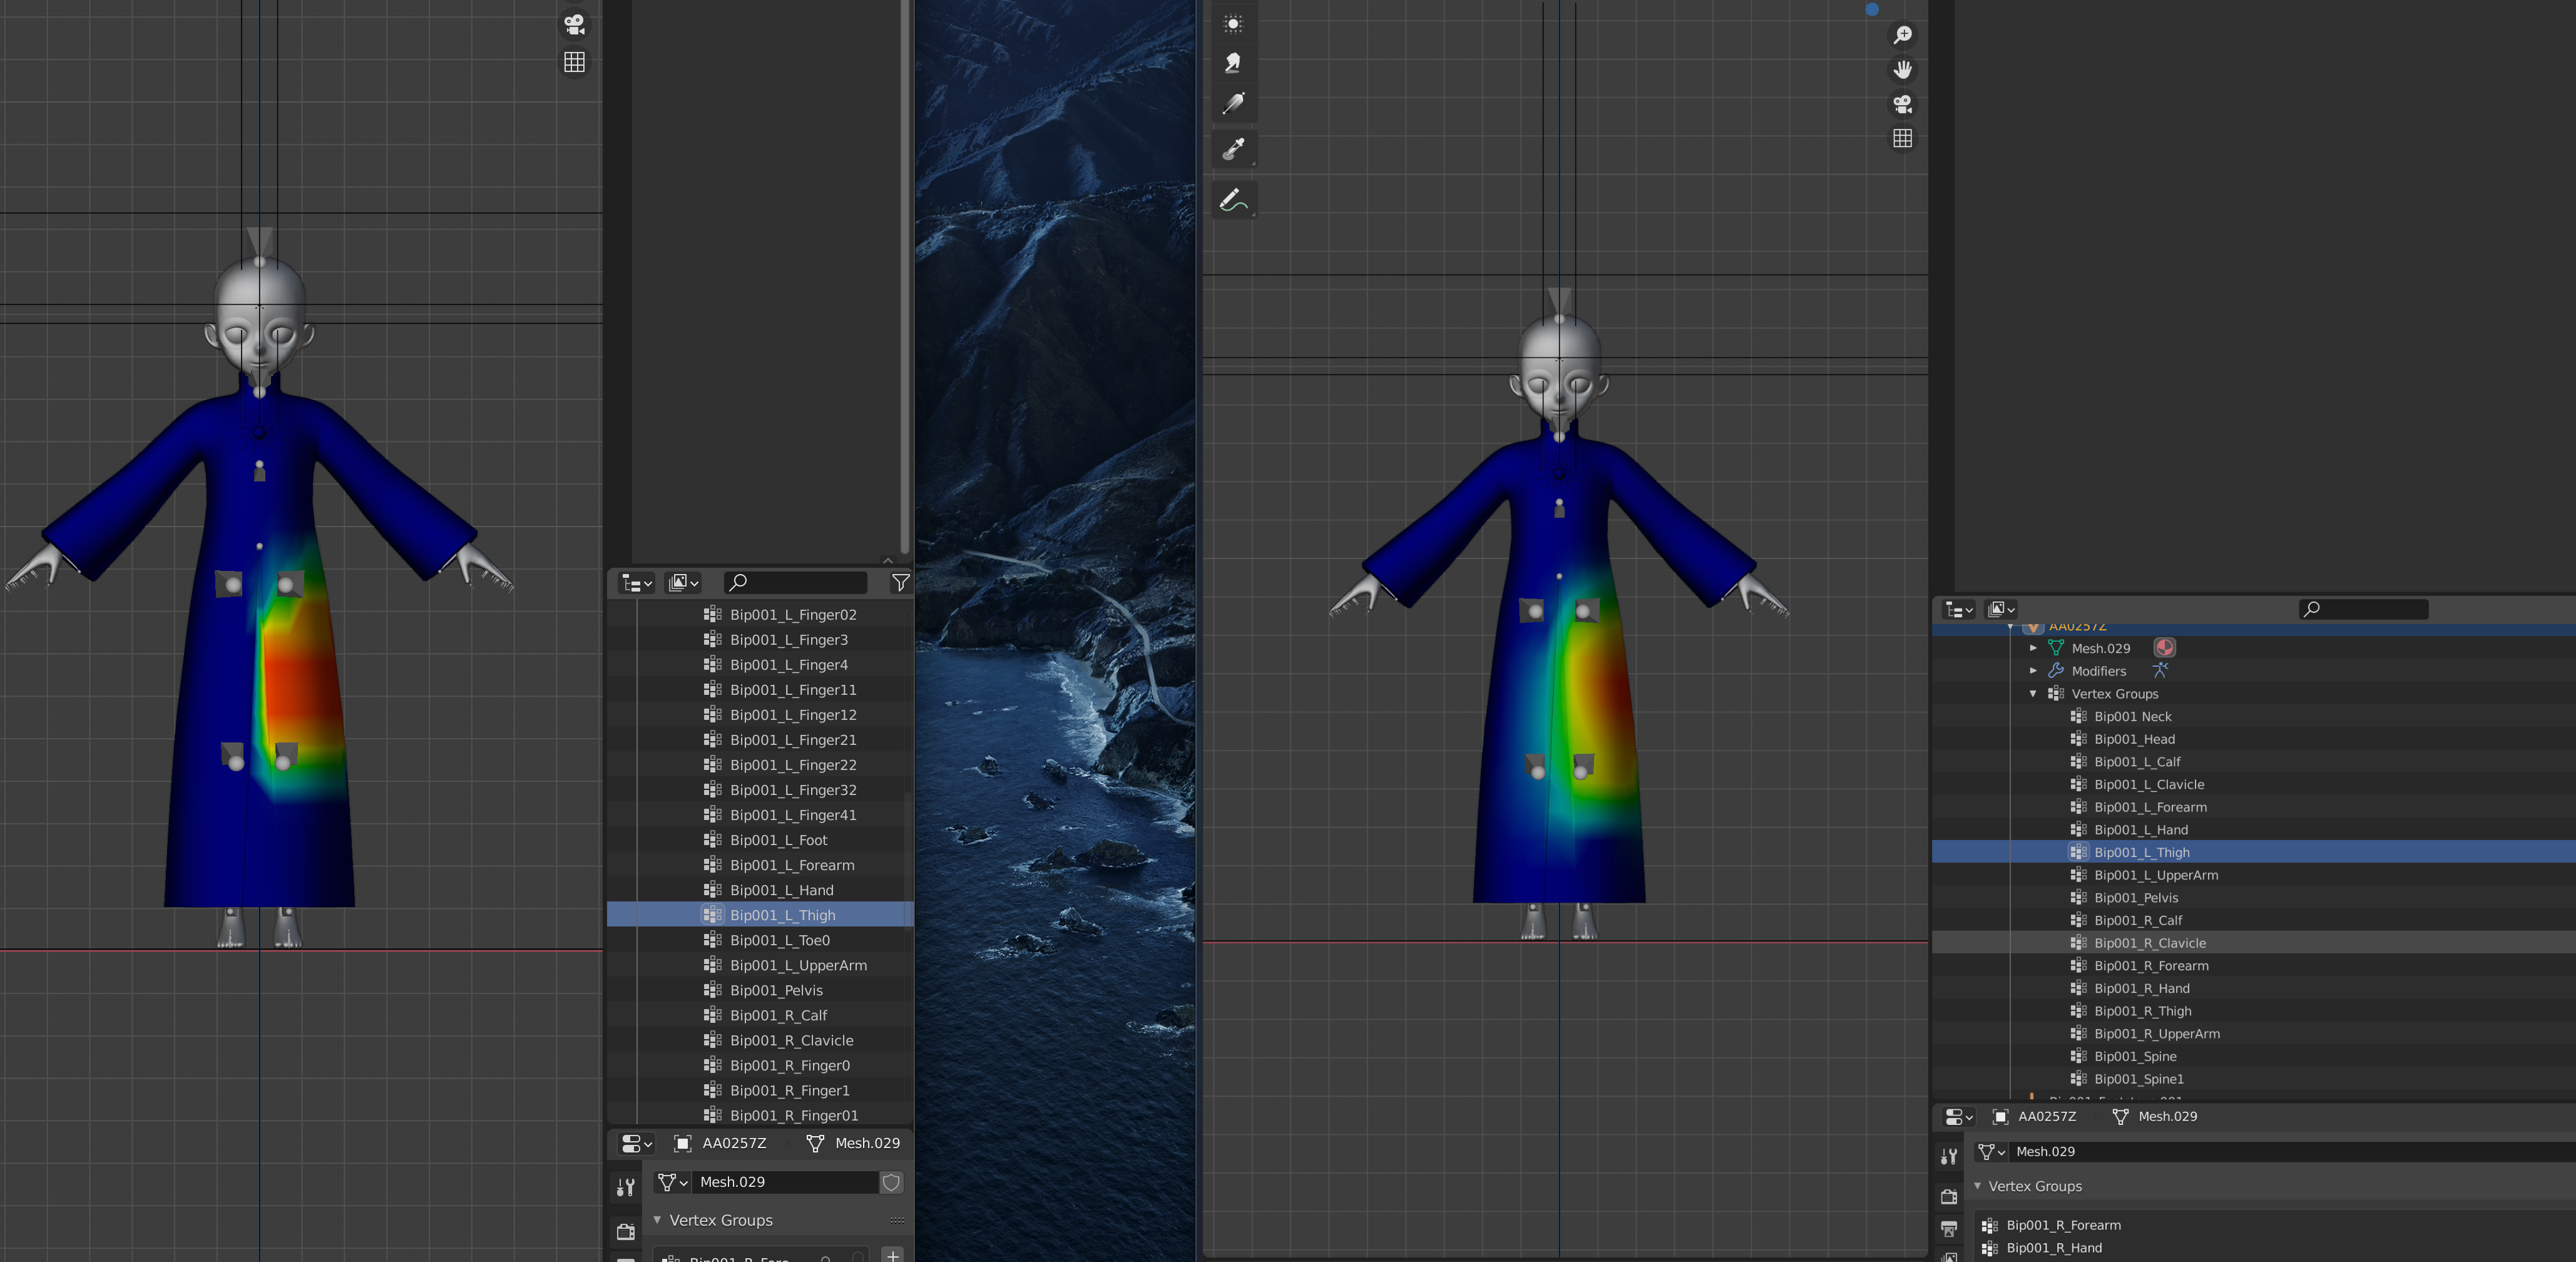 Bip001_L_Finger02
Bip001_L_Finger3
Bip001_L_Finger4
Bip001_L_Finger11
Bip001_L_Finger12
Bip001_L_Finger21
Bip001_L_Finger22
Bip001_L_Finger32
Bip001_L_Finger41
Bip001_L_Foot
Bip001_L_Forearm
Bip001_L_Hand
Bip001_L_Thigh
Bip001_L_Toe0
Bip001_L_UpperArm
Bip001_Pelvis
Bip001_R_Calf
Bip001_R_Clavicle
Bip001_R_Finger0
Bip001_R_Finger1
Bip001_R_Finger01
AA0257Z Mesh.029
Mesh.029
Vertex Groups
AA0257Z
Mesh.029
Modifiers
Vertex Groups
Bip001 Neck
Bip001_Head
Bip001_L_Calf
Bip001_L_Clavicle
Bip001_L_Forearm
Bip001_L_Hand
Bip001_L_Thigh
Bip001_L_UpperArm
Bip001_Pelvis
Bip001_R_Calf
Bip001_R_Clavicle
Bip001_R_Forearm
Bip001_R_Hand
Bip001_R_Thigh
Bip001_R_UpperArm
Bip001_Spine
Bip001_Spine1
AA0257Z Mesh.029
Mesh.029
Vertex Groups
Bip001_R_Forearm
Bip001_R_Hand